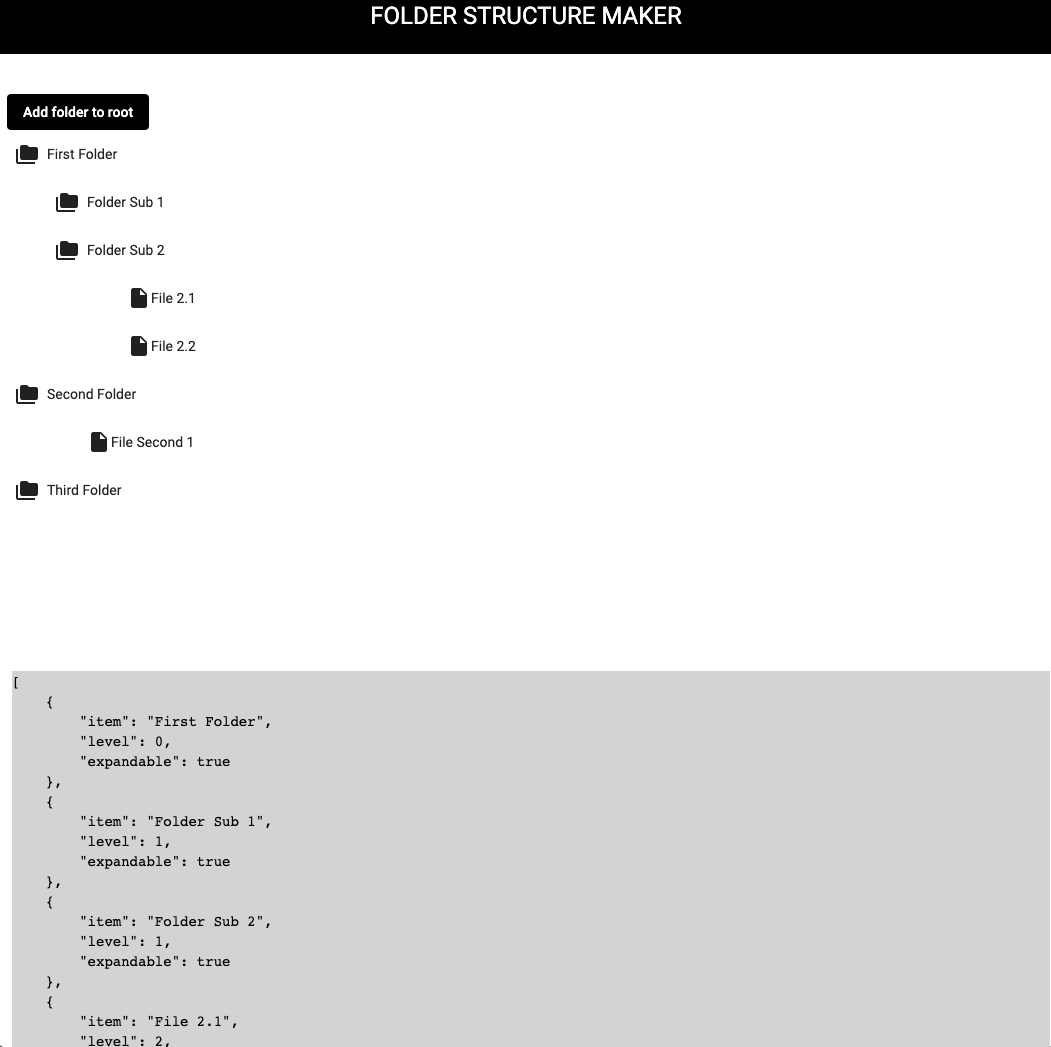 FOLDER STRUCTURE MAKER
Add folder to root
First Folder
Folder Sub 1
Folder Sub 2
File 2.1
File 2.2
Second Folder
File Second 1
Third Folder
[
    {
        "item": "First Folder",
        "level": 0,
        "expandable": true
    },
    {
        "item": "Folder Sub 1",
        "level": 1,
        "expandable": true
    },
    {
        "item": "Folder Sub 2",
        "level": 1,
        "expandable": true
    },
    {
        "item": "File 2.1",
        "level": 2,